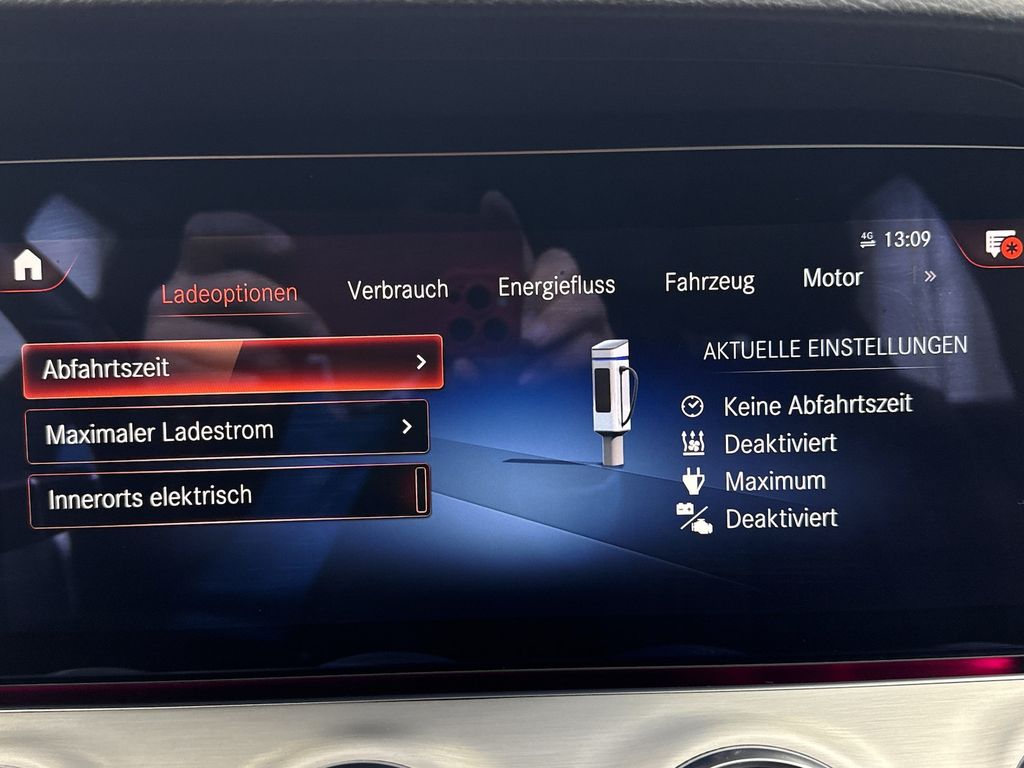 4G 13:09
Ladeoptionen Verbrauch Energiefluss Fahrzeug Motor »
Abfahrtszeit
Maximaler Ladestrom
Innerorts elektrisch
AKTUELLE EINSTELLUNGEN
Keine Abfahrtszeit
Deaktiviert
Maximum
Deaktiviert